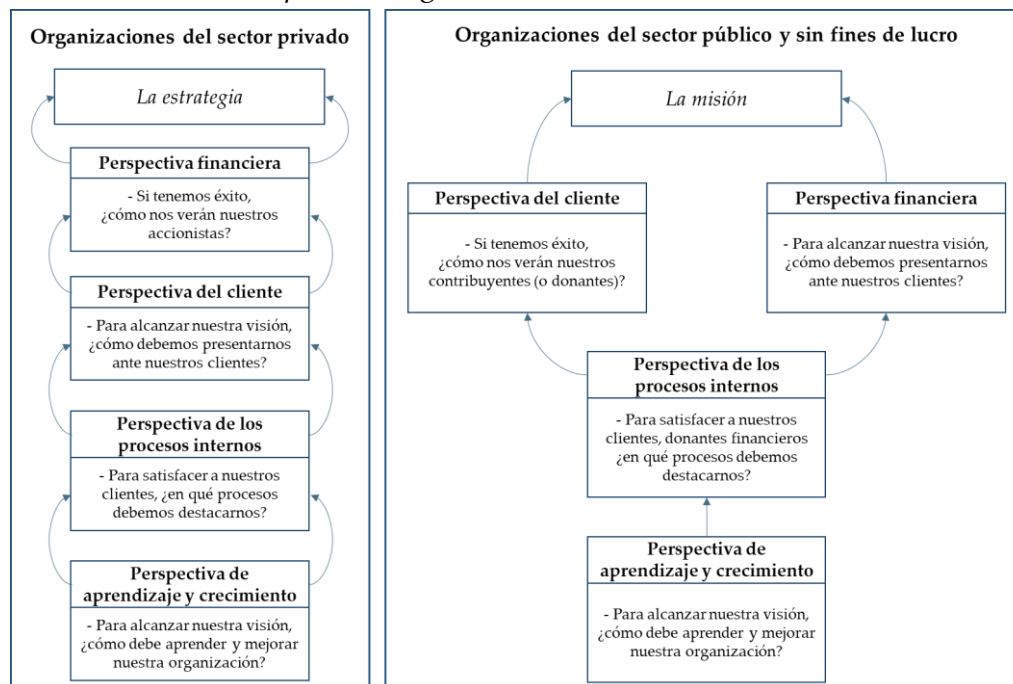 Organizaciones del sector privado
La estrategia
Perspectiva financiera
- Si tenemos éxito,
¿cómo nos verán nuestros
accionistas?
Perspectiva del cliente
- Para alcanzar nuestra visión,
¿cómo debemos presentarnos
ante nuestros clientes?
Perspectiva de los
procesos internos
- Para satisfacer a nuestros
clientes, ¿en qué procesos
debemos destacarnos?
Perspectiva de
aprendizaje y crecimiento
- Para alcanzar nuestra visión,
¿cómo debe aprender y mejorar
nuestra organización?
Organizaciones del sector público y sin fines de lucro
La misión
Perspectiva del cliente
- Si tenemos éxito,
¿cómo nos verán nuestros
contribuyentes (o donantes)?
Perspectiva financiera
- Para alcanzar nuestra visión,
¿cómo debemos presentarnos
ante nuestros clientes?
Perspectiva de los
procesos internos
- Para satisfacer a nuestros
clientes, donantes financieros
¿en qué procesos debemos
destacarnos?
Perspectiva de
aprendizaje y crecimiento
- Para alcanzar nuestra visión,
¿cómo debe aprender y mejorar
nuestra organización?